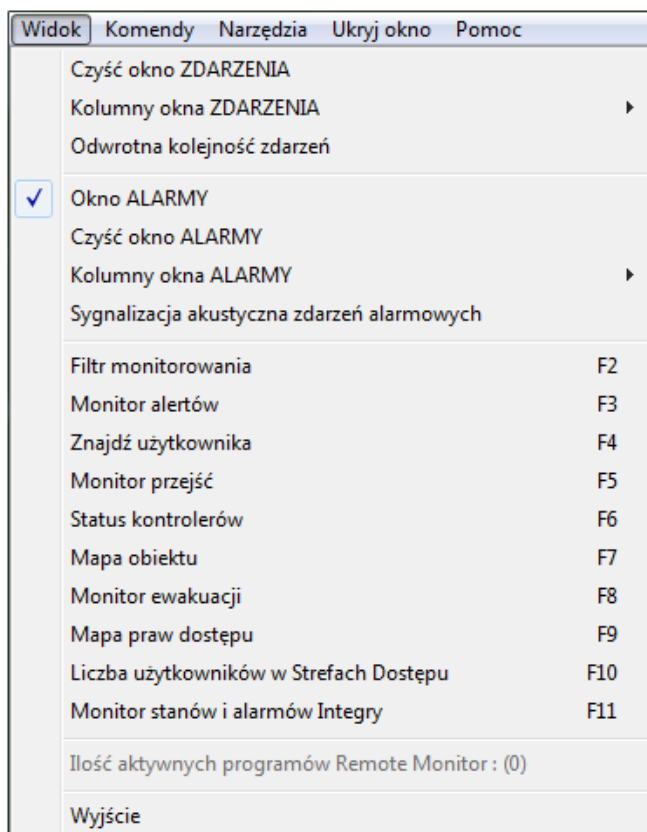 Widok Komendy Narzędzia Ukryj okno Pomoc
Czyść okno ZDARZENIA
Kolumny okna ZDARZENIA
Odwrotna kolejność zdarzeń
Okno ALARMY
Czyść okno ALARMY
Kolumny okna ALARMY
Sygnalizacja akustyczna zdarzeń alarmowych
Filtr monitorowania F2
Monitor alertów F3
Znajdź użytkownika F4
Monitor przejść F5
Status kontrolerów F6
Mapa obiektu F7
Monitor ewakuacji F8
Mapa praw dostępu F9
Liczba użytkowników w Strefach Dostępu F10
Monitor stanów i alarmów Integry F11
Ilość aktywnych programów Remote Monitor : (0)
Wyjście